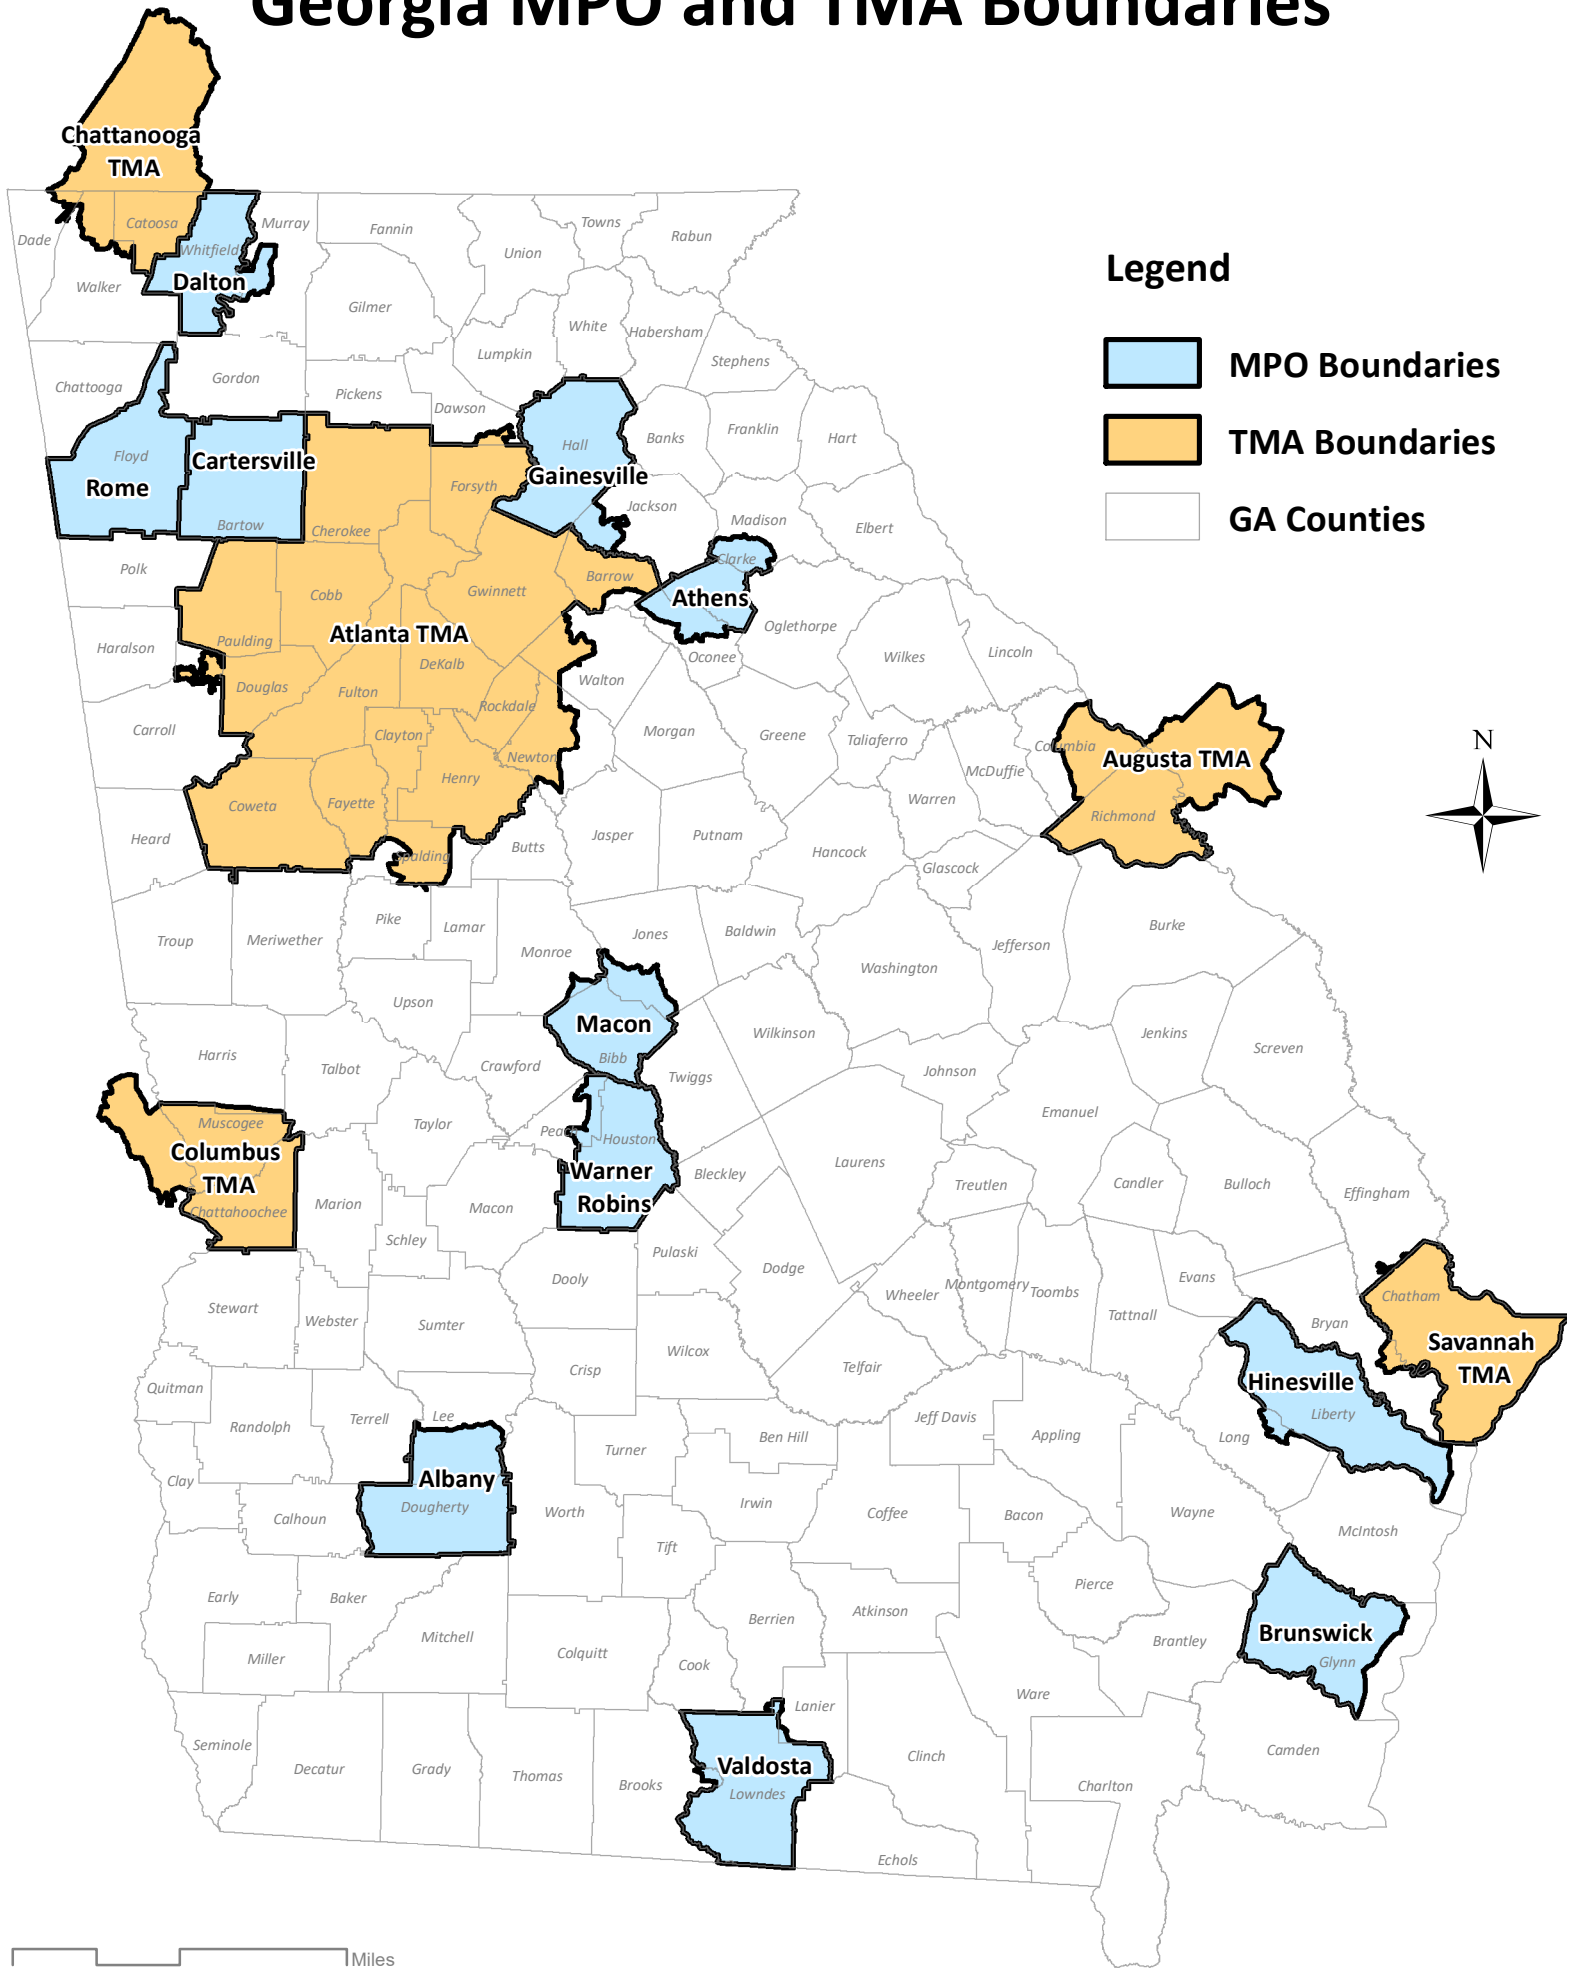 Georgia MPO and TMA Boundaries
Chattanooga
TMA
Catoosa
Dade
Walker
Whitfield
Dalton
Murray
Fannin
Union
Towns
Rabun
Gilmer
White
Habersham
Lumpkin
Stephens
Chattooga
Gordon
Pickens
Dawson
Legend
MPO Boundaries
TMA Boundaries
GA Counties
Floyd
Rome
Cartersville
Bartow
Cherokee
Forsyth
Hall
Gainesville
Banks
Franklin
Hart
Jackson
Madison
Elbert
Polk
Cobb
Gwinnett
Barrow
Clarke
Athens
Oglethorpe
Oconee
Wilkes
Lincoln
Haralson
Paulding
Atlanta TMA
DeKalb
Douglas
Fulton
Rockdale
Walton
Carroll
Clayton
Newton
Henry
Morgan
Greene
Taliaferro
Columbia
Augusta TMA
McDuffie
Warren
Richmond
N
Coweta
Fayette
Heard
Spalding
Butts
Jasper
Putnam
Hancock
Glascock
Troup
Meriwether
Pike
Lamar
Monroe
Jones
Baldwin
Washington
Jefferson
Burke
Upson
Macon
Bibb
Wilkinson
Jenkins
Screven
Harris
Talbot
Crawford
Twiggs
Johnson
Emanuel
Muscogee
Columbus
TMA
Chattahoochee
Taylor
Peach
Houston
Warner
Robins
Bleckley
Laurens
Treutlen
Candler
Bulloch
Effingham
Marion
Macon
Schley
Pulaski
Dooly
Dodge
Wheeler
Montgomery
Toombs
Tattnall
Evans
Bryan
Chatham
Savannah
TMA
Stewart
Webster
Sumter
Crisp
Wilcox
Telfair
Hinesville
Liberty
Long
Quitman
Randolph
Terrell
Lee
Turner
Ben Hill
Jeff Davis
Appling
Clay
Albany
Dougherty
Calhoun
Worth
Irwin
Coffee
Bacon
Wayne
McIntosh
Tift
Early
Baker
Mitchell
Miller
Colquitt
Berrien
Atkinson
Pierce
Brantley
Brunswick
Glynn
Cook
Lanier
Ware
Seminole
Decatur
Grady
Thomas
Brooks
Valdosta
Lowndes
Clinch
Charlton
Camden
Echols
Miles